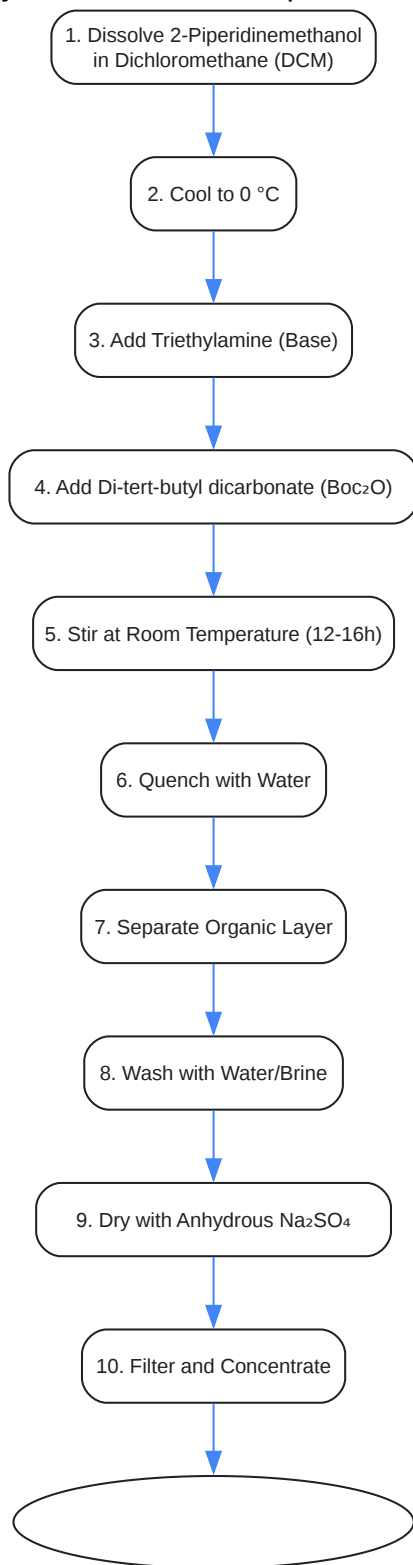 1. Dissolve 2-Piperidinemethanol
in Dichloromethane (DCM)
2. Cool to 0 °C
3. Add Triethylamine (Base)
4. Add Di-tert-butyl dicarbonate (Boc₂O)
5. Stir at Room Temperature (12-16h)
6. Quench with Water
7. Separate Organic Layer
8. Wash with Water/Brine
9. Dry with Anhydrous Na₂SO₄
10. Filter and Concentrate